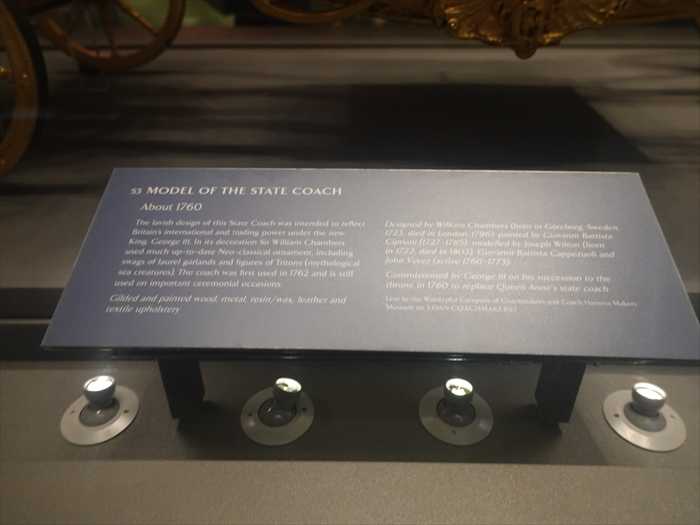 53 MODEL OF THE STATE COACH
About 1760
The lavish design of this State Coach was intended to reflect
Britain's international and trading power under the new
King, George III. In its decoration Sir William Chambers
used much up-to-date Neo-classical ornament, including
swags of laurel garlands and figures of Tritons (mythological
sea creatures). The coach was first used in 1762 and is still
used on important ceremonial occasions.
Gilded and painted wood, metal, resin/wax, leather and
textile upholstery
Designed by William Chambers (born in Göteborg, Sweden,
1723, died in London, 1796); painted by Giovanni Battista
Cipriani (1727–1785); modelled by Joseph Wilton (born
in 1722, died in 1803), Giovanni Battista Cappezuoli and
John Voyez (active 1760–1775)
Commissioned by George III on his succession to the
throne in 1760 to replace Queen Anne's state coach
Lent by the Worshipful Company of Coachmakers and Coach Harness Makers
Museum no. LOAN:COACHMAKERS